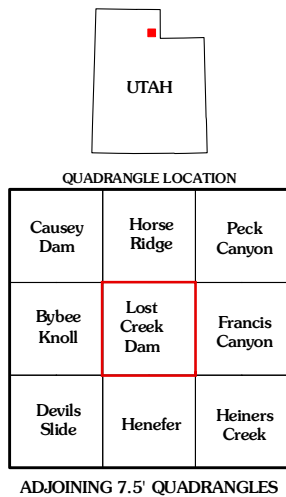 UTAH
QUADRANGLE LOCATION
Causey
Dam
Horse
Ridge
Peck
Canyon
Bybee
Knoll
Lost
Creek
Dam
Francis
Canyon
Devils
Slide
Henefer
Heiners
Creek
ADJOINING 7.5' QUADRANGLES